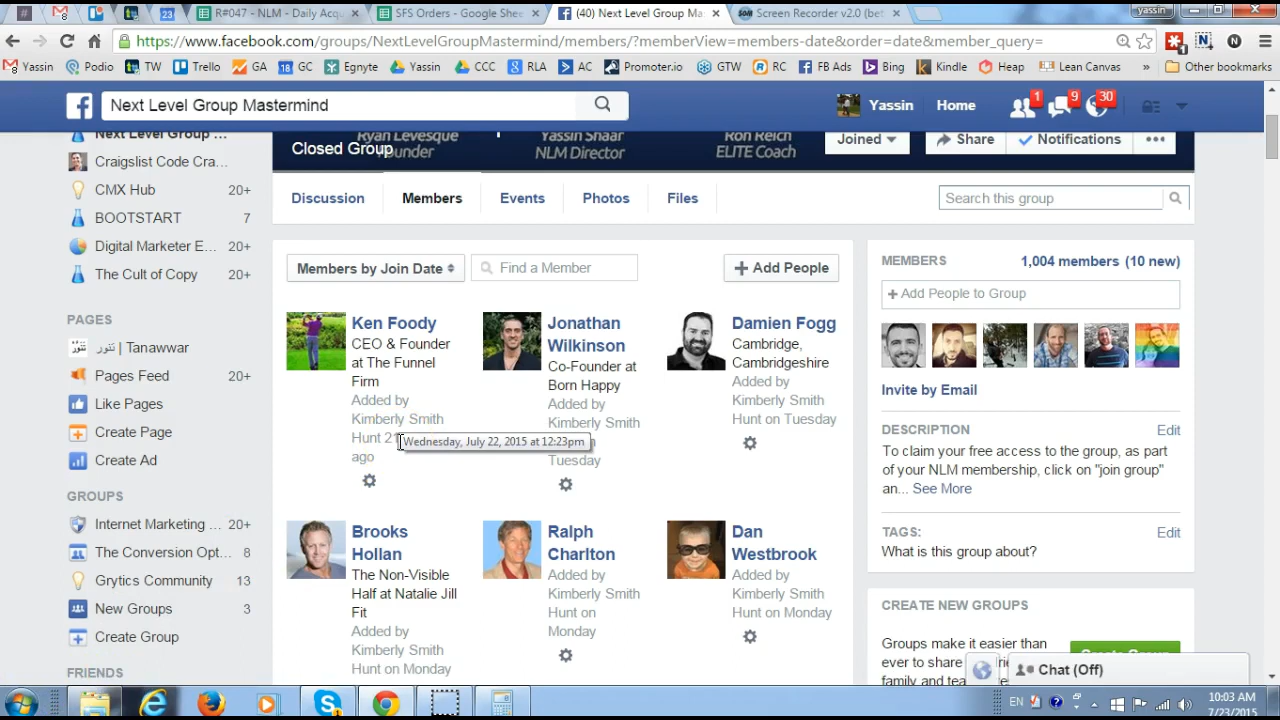 R#047 - NLM - Daily Acqu
SFS Orders - Google Shee
(40) Next Level Group Ma
Screen Recorder v2.0 (bet
yassin
https://www.facebook.com/groups/NextLevelGroupMastermind/members/?memberView=members-date&order=date&member_query=
Yassin
Podio
TW
Trello
GA
GC
Egnyte
Yassin
CCC
RLA
AC
Promoter.io
GTW
RC
FB Ads
Bing
Kindle
Heap
Lean Canvas
Other bookmarks
Next Level Group Mastermind
Yassin
Home
1
9
30
Next Level Group ...
Craigslist Code Cra...
CMX Hub 20+
BOOTSTART 7
Digital Marketer E... 20+
The Cult of Copy 20+
PAGES
تنّور | Tanawwar
Pages Feed 20+
Like Pages
Create Page
Create Ad
GROUPS
Internet Marketing ... 20+
The Conversion Opt... 8
Grytics Community 13
New Groups 3
Create Group
FRIENDS
Ryan Levesque
Founder
Yassin Shaar
NLM Director
Ron Reich
ELITE Coach
Closed Group
Joined
Share
Notifications
Discussion
Members
Events
Photos
Files
Search this group
Members by Join Date
Find a Member
Add People
Ken Foody
CEO & Founder
at The Funnel
Firm
Added by
Kimberly Smith
Hunt 21
ago
Wednesday, July 22, 2015 at 12:23pm
Jonathan
Wilkinson
Co-Founder at
Born Happy
Added by
Kimberly Smith
Tuesday
Damien Fogg
Cambridge,
Cambridgeshire
Added by
Kimberly Smith
Hunt on Tuesday
Brooks
Hollan
The Non-Visible
Half at Natalie Jill
Fit
Added by
Kimberly Smith
Hunt on Monday
Ralph
Charlton
Added by
Kimberly Smith
Hunt on
Monday
Dan
Westbrook
Added by
Kimberly Smith
Hunt on Monday
MEMBERS
1,004 members (10 new)
Add People to Group
Invite by Email
DESCRIPTION
Edit
To claim your free access to the group, as
part of your NLM membership, click on "join group"
an... See More
TAGS:
Edit
What is this group about?
CREATE NEW GROUPS
Groups make it easier than
ever to share
family and
Chat (Off)
EN
10:03 AM
7/23/2015